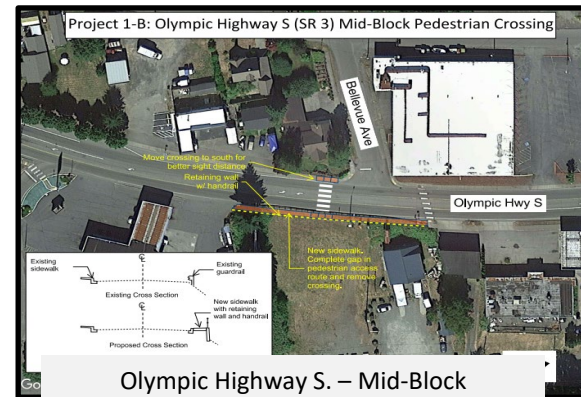 Project 1-B: Olympic Highway S (SR 3) Mid-Block Pedestrian Crossing
Bellevue Ave
Move crossing to south for
better sight distance
Retaining wall
w/ handrail
Olympic Hwy S
New sidewalk.
Complete gap in
pedestrian access
route and remove
crossing.
Existing
sidewalk
Existing
guardrail
Existing Cross Section
New sidewalk
with retaining
wall and handrail
Proposed Cross Section
Goo
Olympic Highway S. – Mid-Block